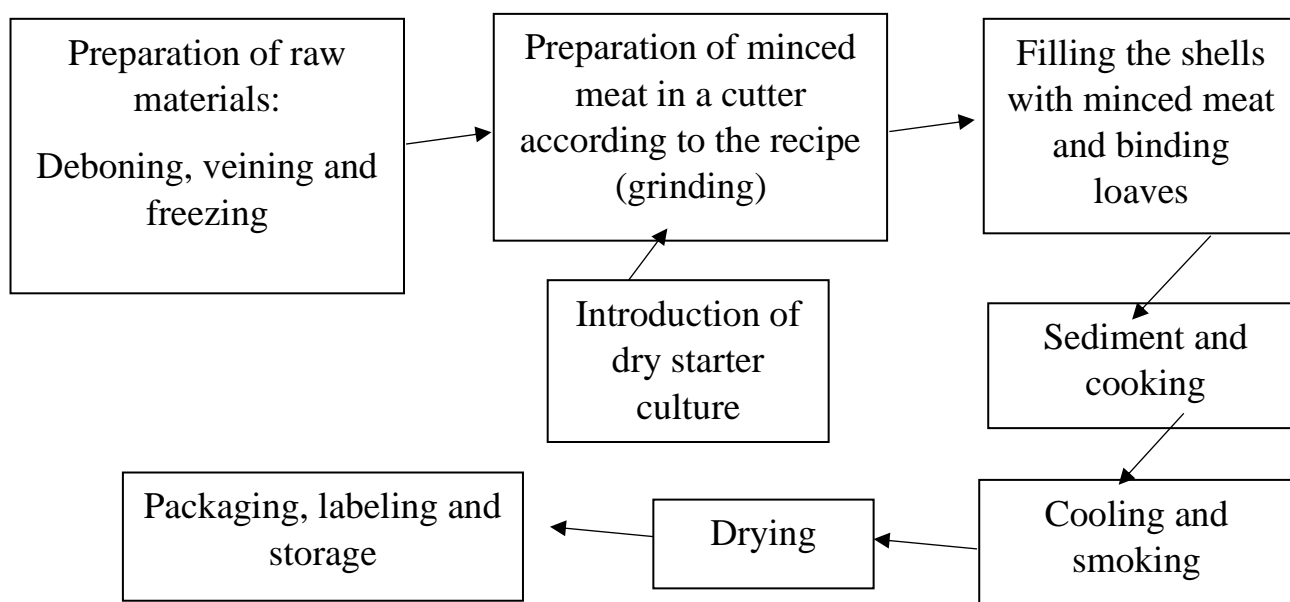 Preparation of raw
materials:
Deboning, veining and
freezing
Preparation of minced
meat in a cutter
according to the recipe
(grinding)
Filling the shells
with minced meat
and binding
loaves
Introduction of
dry starter
culture
Sediment and
cooking
Cooling and
smoking
Drying
Packaging, labeling and
storage